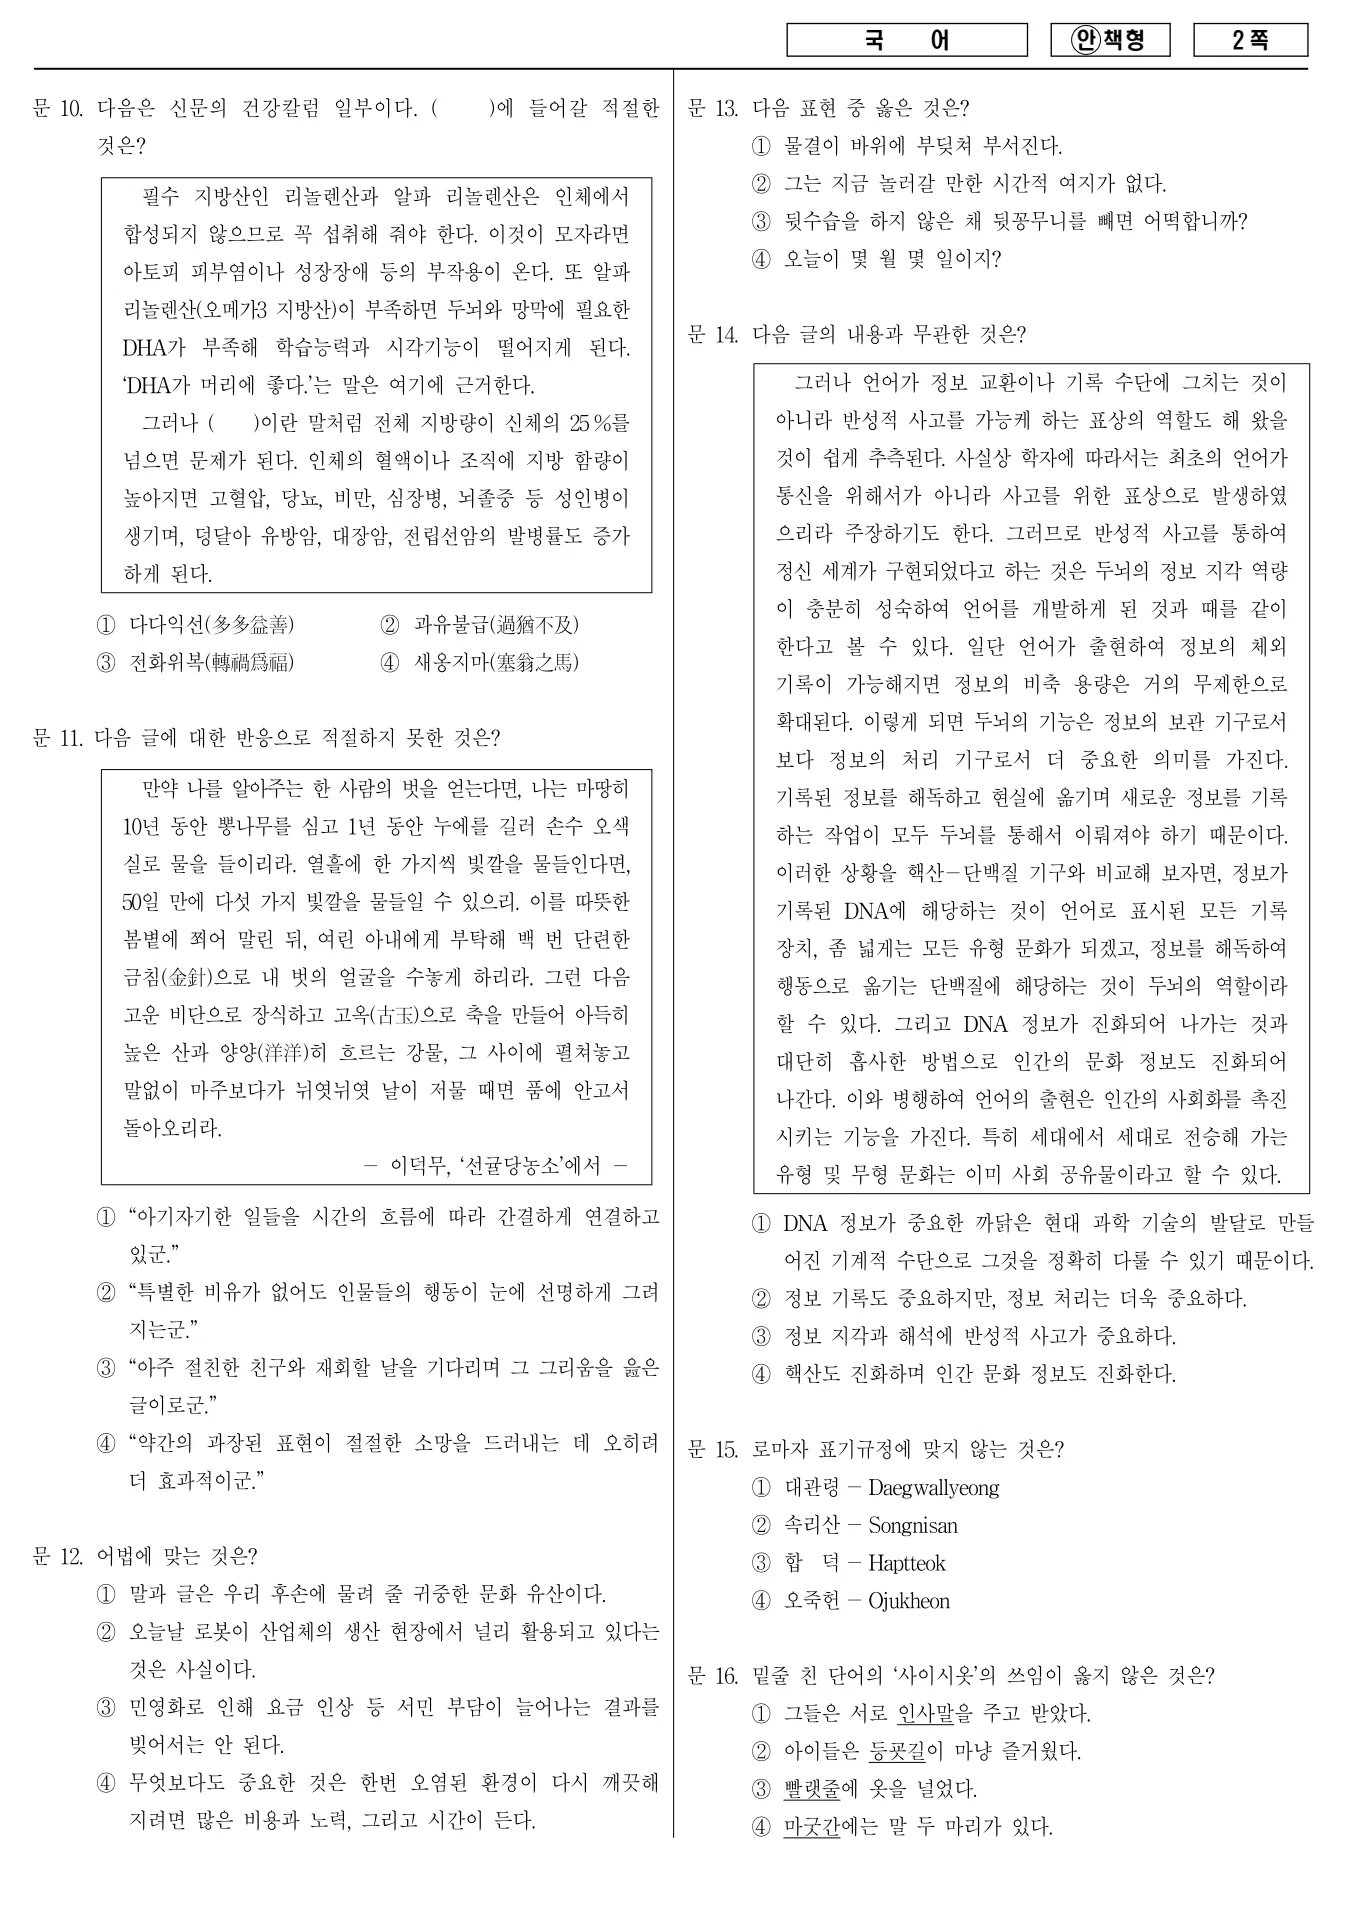 국 어
안 책형
2 쪽
문 10. 다음은 신문의 건강칼럼 일부이다. ( )에 들어갈 적절한
것은?
필수 지방산인 리놀렌산과 알파 리놀렌산은 인체에서
합성되지 않으므로 꼭 섭취해 줘야 한다. 이것이 모자라면
아토피 피부염이나 성장장애 등의 부작용이 온다. 또 알파
리놀렌산(오메가3 지방산)이 부족하면 두뇌와 망막에 필요한
DHA가 부족해 학습능력과 시각기능이 떨어지게 된다.
‘DHA가 머리에 좋다.’는 말은 여기에 근거한다.
그러나 ( )이란 말처럼 전체 지방량이 신체의 25 %를
넘으면 문제가 된다. 인체의 혈액이나 조직에 지방 함량이
높아지면 고혈압, 당뇨, 비만, 심장병, 뇌졸중 등 성인병이
생기며, 덩달아 유방암, 대장암, 전립선암의 발병률도 증가
하게 된다.
① 다다익선(多多益善) ② 과유불급(過猶不及)
③ 전화위복(轉禍爲福) ④ 새옹지마(塞翁之馬)
문 11. 다음 글에 대한 반응으로 적절하지 못한 것은?
만약 나를 알아주는 한 사람의 벗을 얻는다면, 나는 마땅히
10년 동안 뽕나무를 심고 1년 동안 누에를 길러 손수 오색
실로 물을 들이리라. 열흘에 한 가지씩 빛깔을 물들인다면,
50일 만에 다섯 가지 빛깔을 물들일 수 있으리. 이를 따뜻한
봄볕에 쬐어 말린 뒤, 여린 아내에게 부탁해 백 번 단련한
금침(金針)으로 내 벗의 얼굴을 수놓게 하리라. 그런 다음
고운 비단으로 장식하고 고옥(古玉)으로 축을 만들어 아득히
높은 산과 양양(洋洋)히 흐르는 강물, 그 사이에 펼쳐놓고
말없이 마주보다가 뉘엿뉘엿 날이 저물 때면 품에 안고서
돌아오리라.
－ 이덕무, ‘선귤당농소’에서 －
① “아기자기한 일들을 시간의 흐름에 따라 간결하게 연결하고
있군.”
② “특별한 비유가 없어도 인물들의 행동이 눈에 선명하게 그려
지는군.”
③ “아주 절친한 친구와 재회할 날을 기다리며 그 그리움을 읊은
글이로군.”
④ “약간의 과장된 표현이 절절한 소망을 드러내는 데 오히려
더 효과적이군.”
문 12. 어법에 맞는 것은?
① 말과 글은 우리 후손에 물려 줄 귀중한 문화 유산이다.
② 오늘날 로봇이 산업체의 생산 현장에서 널리 활용되고 있다는
것은 사실이다.
③ 민영화로 인해 요금 인상 등 서민 부담이 늘어나는 결과를
빚어서는 안 된다.
④ 무엇보다도 중요한 것은 한번 오염된 환경이 다시 깨끗해
지려면 많은 비용과 노력, 그리고 시간이 든다.
문 13. 다음 표현 중 옳은 것은?
① 물결이 바위에 부딪쳐 부서진다.
② 그는 지금 놀러갈 만한 시간적 여지가 없다.
③ 뒷수습을 하지 않은 채 뒷꽁무니를 빼면 어떡합니까?
④ 오늘이 몇 월 몇 일이지?
문 14. 다음 글의 내용과 무관한 것은?
그러나 언어가 정보 교환이나 기록 수단에 그치는 것이
아니라 반성적 사고를 가능케 하는 표상의 역할도 해 왔을
것이 쉽게 추측된다. 사실상 학자에 따라서는 최초의 언어가
통신을 위해서가 아니라 사고를 위한 표상으로 발생하였
으리라 주장하기도 한다. 그러므로 반성적 사고를 통하여
정신 세계가 구현되었다고 하는 것은 두뇌의 정보 지각 역량
이 충분히 성숙하여 언어를 개발하게 된 것과 때를 같이
한다고 볼 수 있다. 일단 언어가 출현하여 정보의 체외
기록이 가능해지면 정보의 비축 용량은 거의 무제한으로
확대된다. 이렇게 되면 두뇌의 기능은 정보의 보관 기구로서
보다 정보의 처리 기구로서 더 중요한 의미를 가진다.
기록된 정보를 해독하고 현실에 옮기며 새로운 정보를 기록
하는 작업이 모두 두뇌를 통해서 이뤄져야 하기 때문이다.
이러한 상황을 핵산－단백질 기구와 비교해 보자면, 정보가
기록된 DNA에 해당하는 것이 언어로 표시된 모든 기록
장치, 좀 넓게는 모든 유형 문화가 되겠고, 정보를 해독하여
행동으로 옮기는 단백질에 해당하는 것이 두뇌의 역할이라
할 수 있다. 그리고 DNA 정보가 진화되어 나가는 것과
대단히 흡사한 방법으로 인간의 문화 정보도 진화되어
나간다. 이와 병행하여 언어의 출현은 인간의 사회화를 촉진
시키는 기능을 가진다. 특히 세대에서 세대로 전승해 가는
유형 및 무형 문화는 이미 사회 공유물이라고 할 수 있다.
① DNA 정보가 중요한 까닭은 현대 과학 기술의 발달로 만들
어진 기계적 수단으로 그것을 정확히 다룰 수 있기 때문이다.
② 정보 기록도 중요하지만, 정보 처리는 더욱 중요하다.
③ 정보 지각과 해석에 반성적 사고가 중요하다.
④ 핵산도 진화하며 인간 문화 정보도 진화한다.
문 15. 로마자 표기규정에 맞지 않는 것은?
① 대관령 － Daegwallyeong
② 속리산 － Songnisan
③ 합 덕 － Haptteok
④ 오죽헌 － Ojukheon
문 16. 밑줄 친 단어의 ‘사이시옷’의 쓰임이 옳지 않은 것은?
① 그들은 서로 인사말을 주고 받았다.
② 아이들은 등굣길이 마냥 즐거웠다.
③ 빨랫줄에 옷을 널었다.
④ 마굿간에는 말 두 마리가 있다.